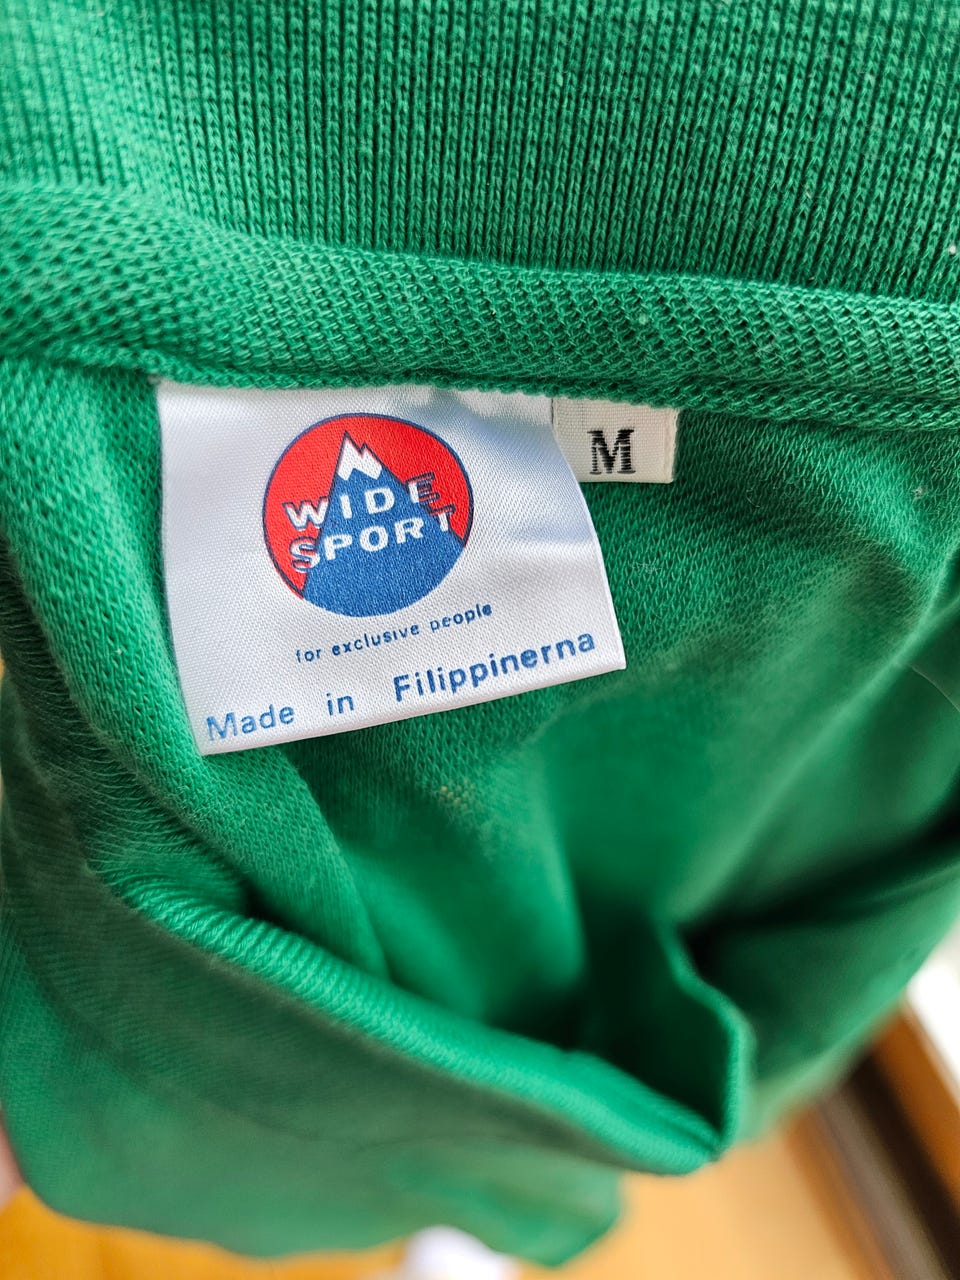 WIDE
SPORT
for exclusive people
Made in Filippinerna
M